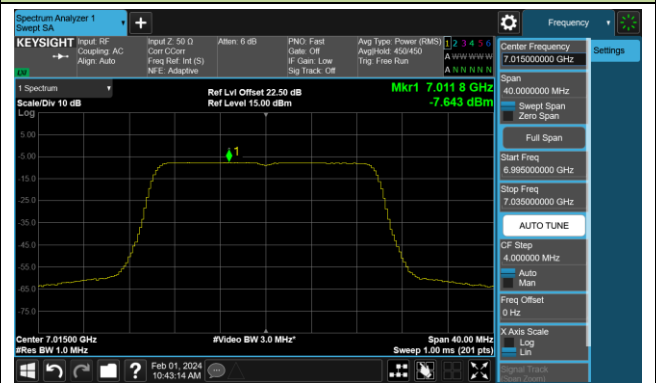 Spectrum Analyzer 1
Swept SA
Frequency
KEYSIGHT
Input: RF
Coupling: AC
Align: Auto
Input Z: 50 Ω
Corr CCorr
Freq Ref: Int (S)
NFE: Adaptive
Atten: 6 dB
PNO: Fast
Gate: Off
IF Gain: Low
Sig Track: Off
Avg Type: Power (RMS)
Avg|Hold: 450/450
Trig: Free Run
1 2 3 4 5 6
A W W W W W
A N N N N N
1 Spectrum
Scale/Div 10 dB
Log
Ref Lvl Offset 22.50 dB
Ref Level 15.00 dBm
Mkr1 7.011 8 GHz
-7.643 dBm
5.00
-5.00
-15.0
-25.0
-35.0
-45.0
-55.0
-65.0
-75.0
1
Center 7.01500 GHz
#Res BW 1.0 MHz
#Video BW 3.0 MHz*
Span 40.00 MHz
Sweep 1.00 ms (201 pts)
Center Frequency
7.015000000 GHz
Settings
Span
40.0000000 MHz
Swept Span
Zero Span
Full Span
Start Freq
6.995000000 GHz
Stop Freq
7.035000000 GHz
AUTO TUNE
CF Step
4.000000 MHz
Auto
Man
Freq Offset
0 Hz
X Axis Scale
Log
Lin
Signal Track
(Span Zoom)
Feb 01, 2024
10:43:14 AM